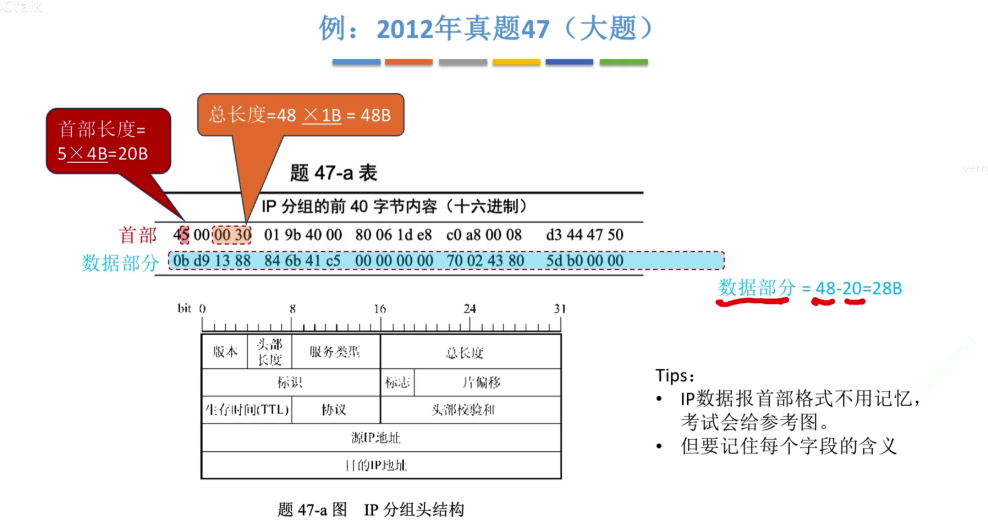 例：2012年真题47（大题）
总长度=48 ×1B = 48B
首部长度=
5×4B=20B
题 47-a 表
IP 分组的前 40 字节内容（十六进制）
首部 45 00 00 30 01 9b 40 00 80 06 1d e8 c0 a8 00 08 d3 44 47 50
数据部分 0b d9 13 88 84 6b 41 c5 00 00 00 00 70 02 43 80 5d b0 00 00
数据部分 = 48-20=28B
bit 0 8 16 24 31
版本 头部长度 服务类型 总长度
标识 标志 片偏移
生存时间(TTL) 协议 头部校验和
源IP地址
目的IP地址
题 47-a 图 IP 分组头结构
Tips：
• IP数据报首部格式不用记忆，
考试会给参考图。
• 但要记住每个字段的含义